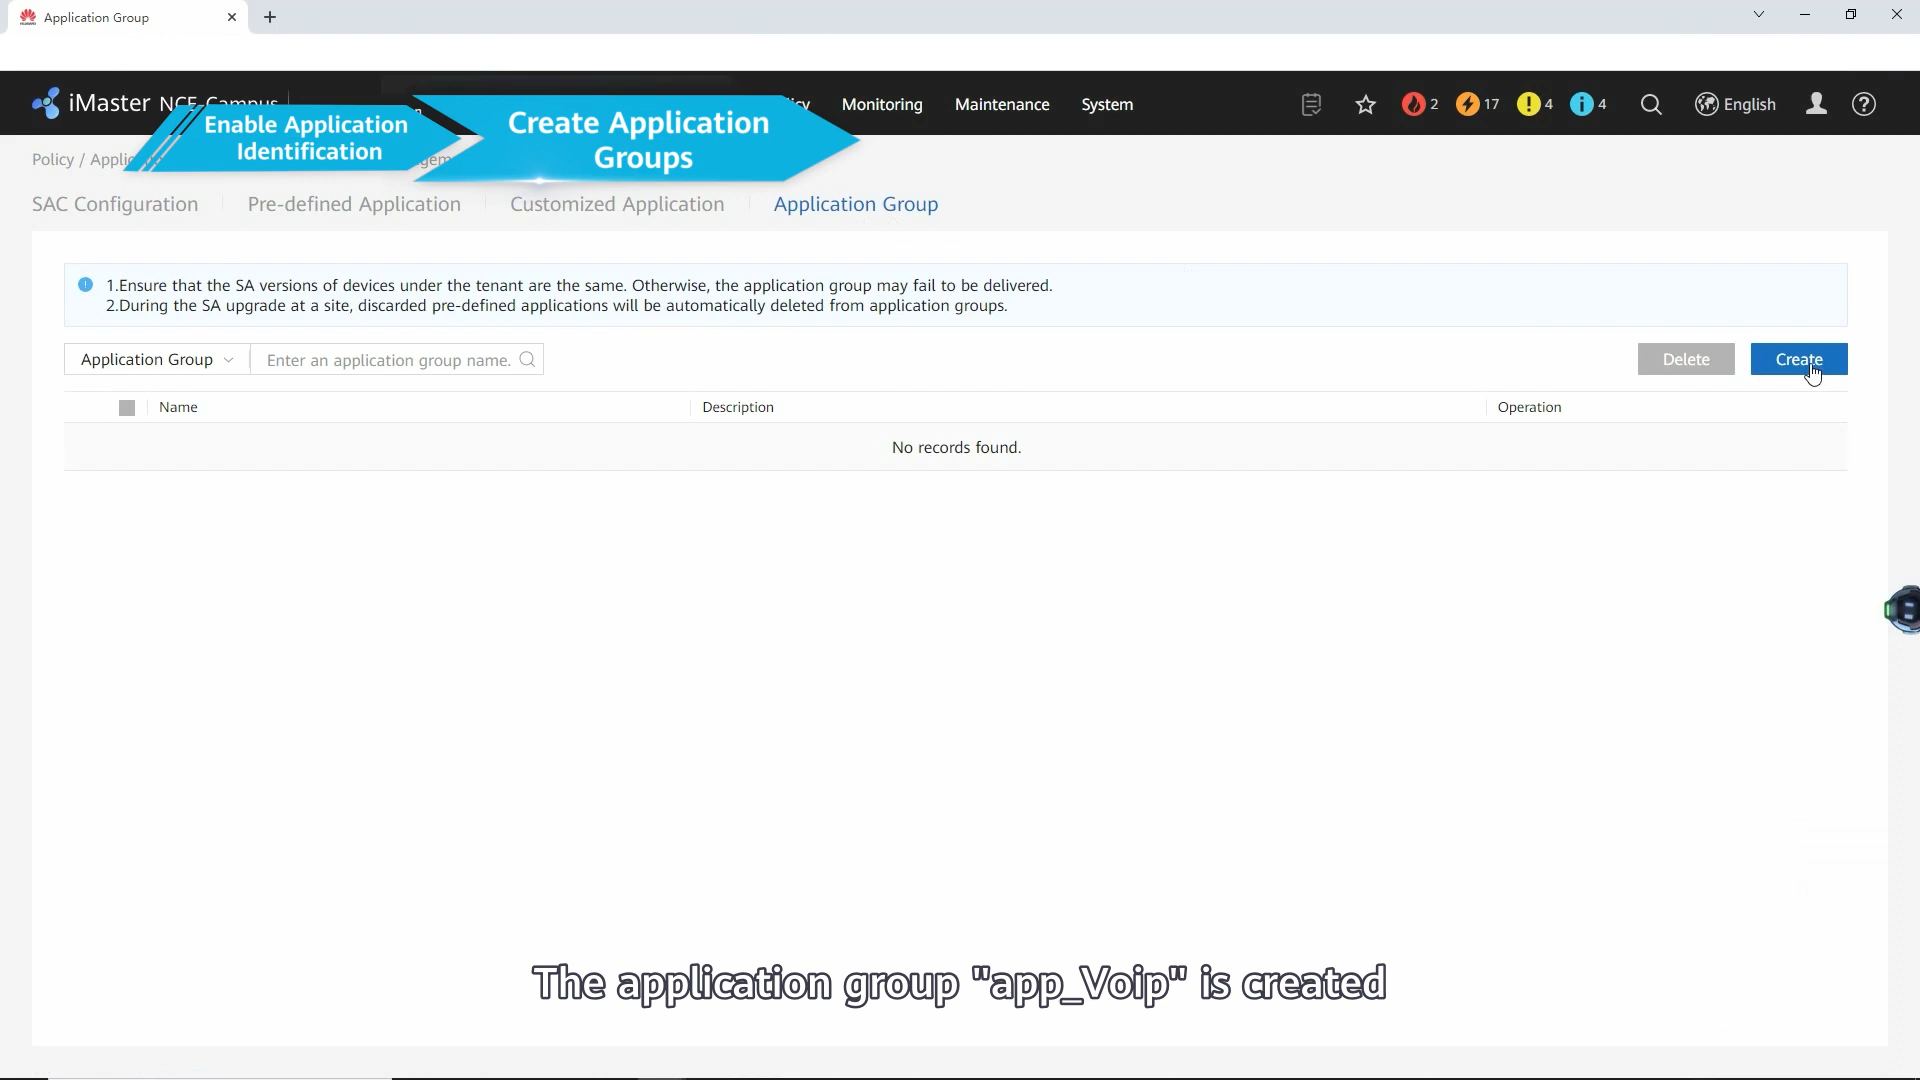 Application Group
iMaster NCE-Campus
Monitoring
Maintenance
System
2
17
4
4
English
Enable Application
Identification
Create Application
Groups
Policy /
SAC Configuration
Pre-defined Application
Customized Application
Application Group
1.Ensure that the SA versions of devices under the tenant are the same. Otherwise, the application group may fail to be delivered.
2.During the SA upgrade at a site, discarded pre-defined applications will be automatically deleted from application groups.
Application Group
Enter an application group name.
Delete
Create
Name
Description
Operation
No records found.
The application group "app_Voip" is created